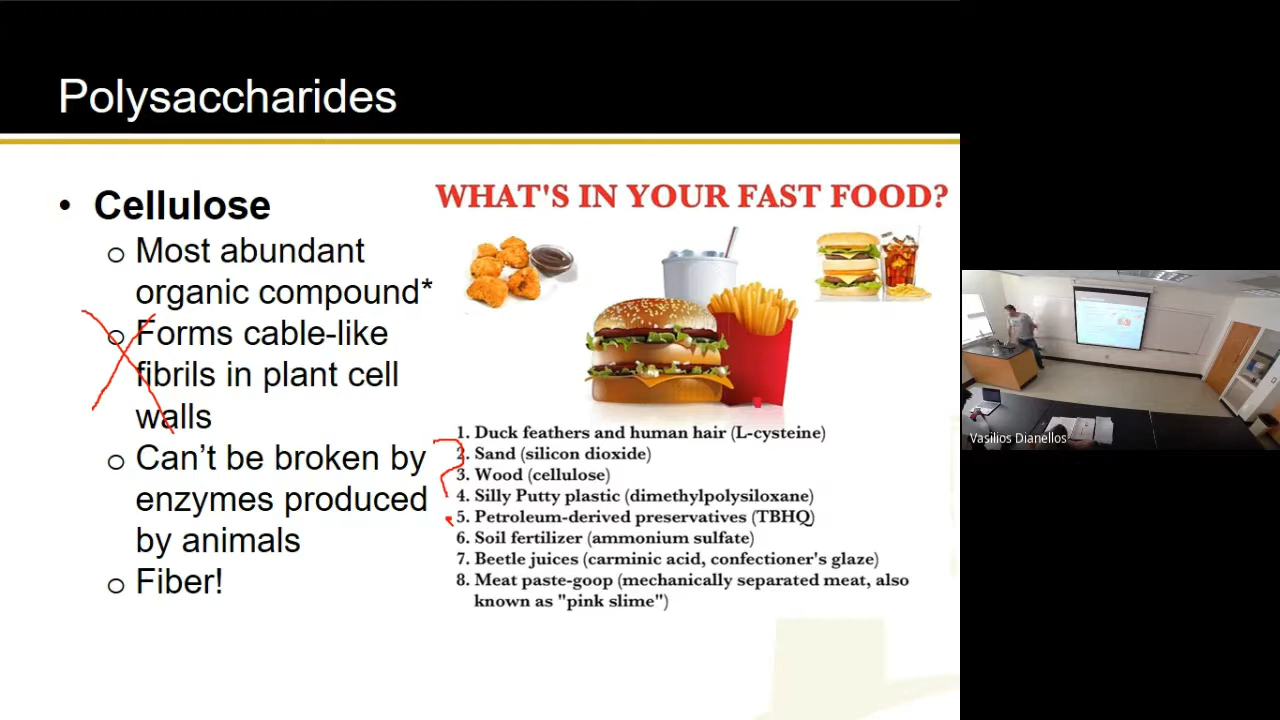 Polysaccharides
• Cellulose
o Most abundant
organic compound*
o Forms cable-like
fibrils in plant cell
walls
o Can’t be broken by
enzymes produced
by animals
o Fiber!
WHAT'S IN YOUR FAST FOOD?
1. Duck feathers and human hair (L-cysteine)
2. Sand (silicon dioxide)
3. Wood (cellulose)
4. Silly Putty plastic (dimethylpolysiloxane)
5. Petroleum-derived preservatives (TBHQ)
6. Soil fertilizer (ammonium sulfate)
7. Beetle juices (carminic acid, confectioner's glaze)
8. Meat paste-goop (mechanically separated meat, also
known as "pink slime")
Vasilios Dianellos